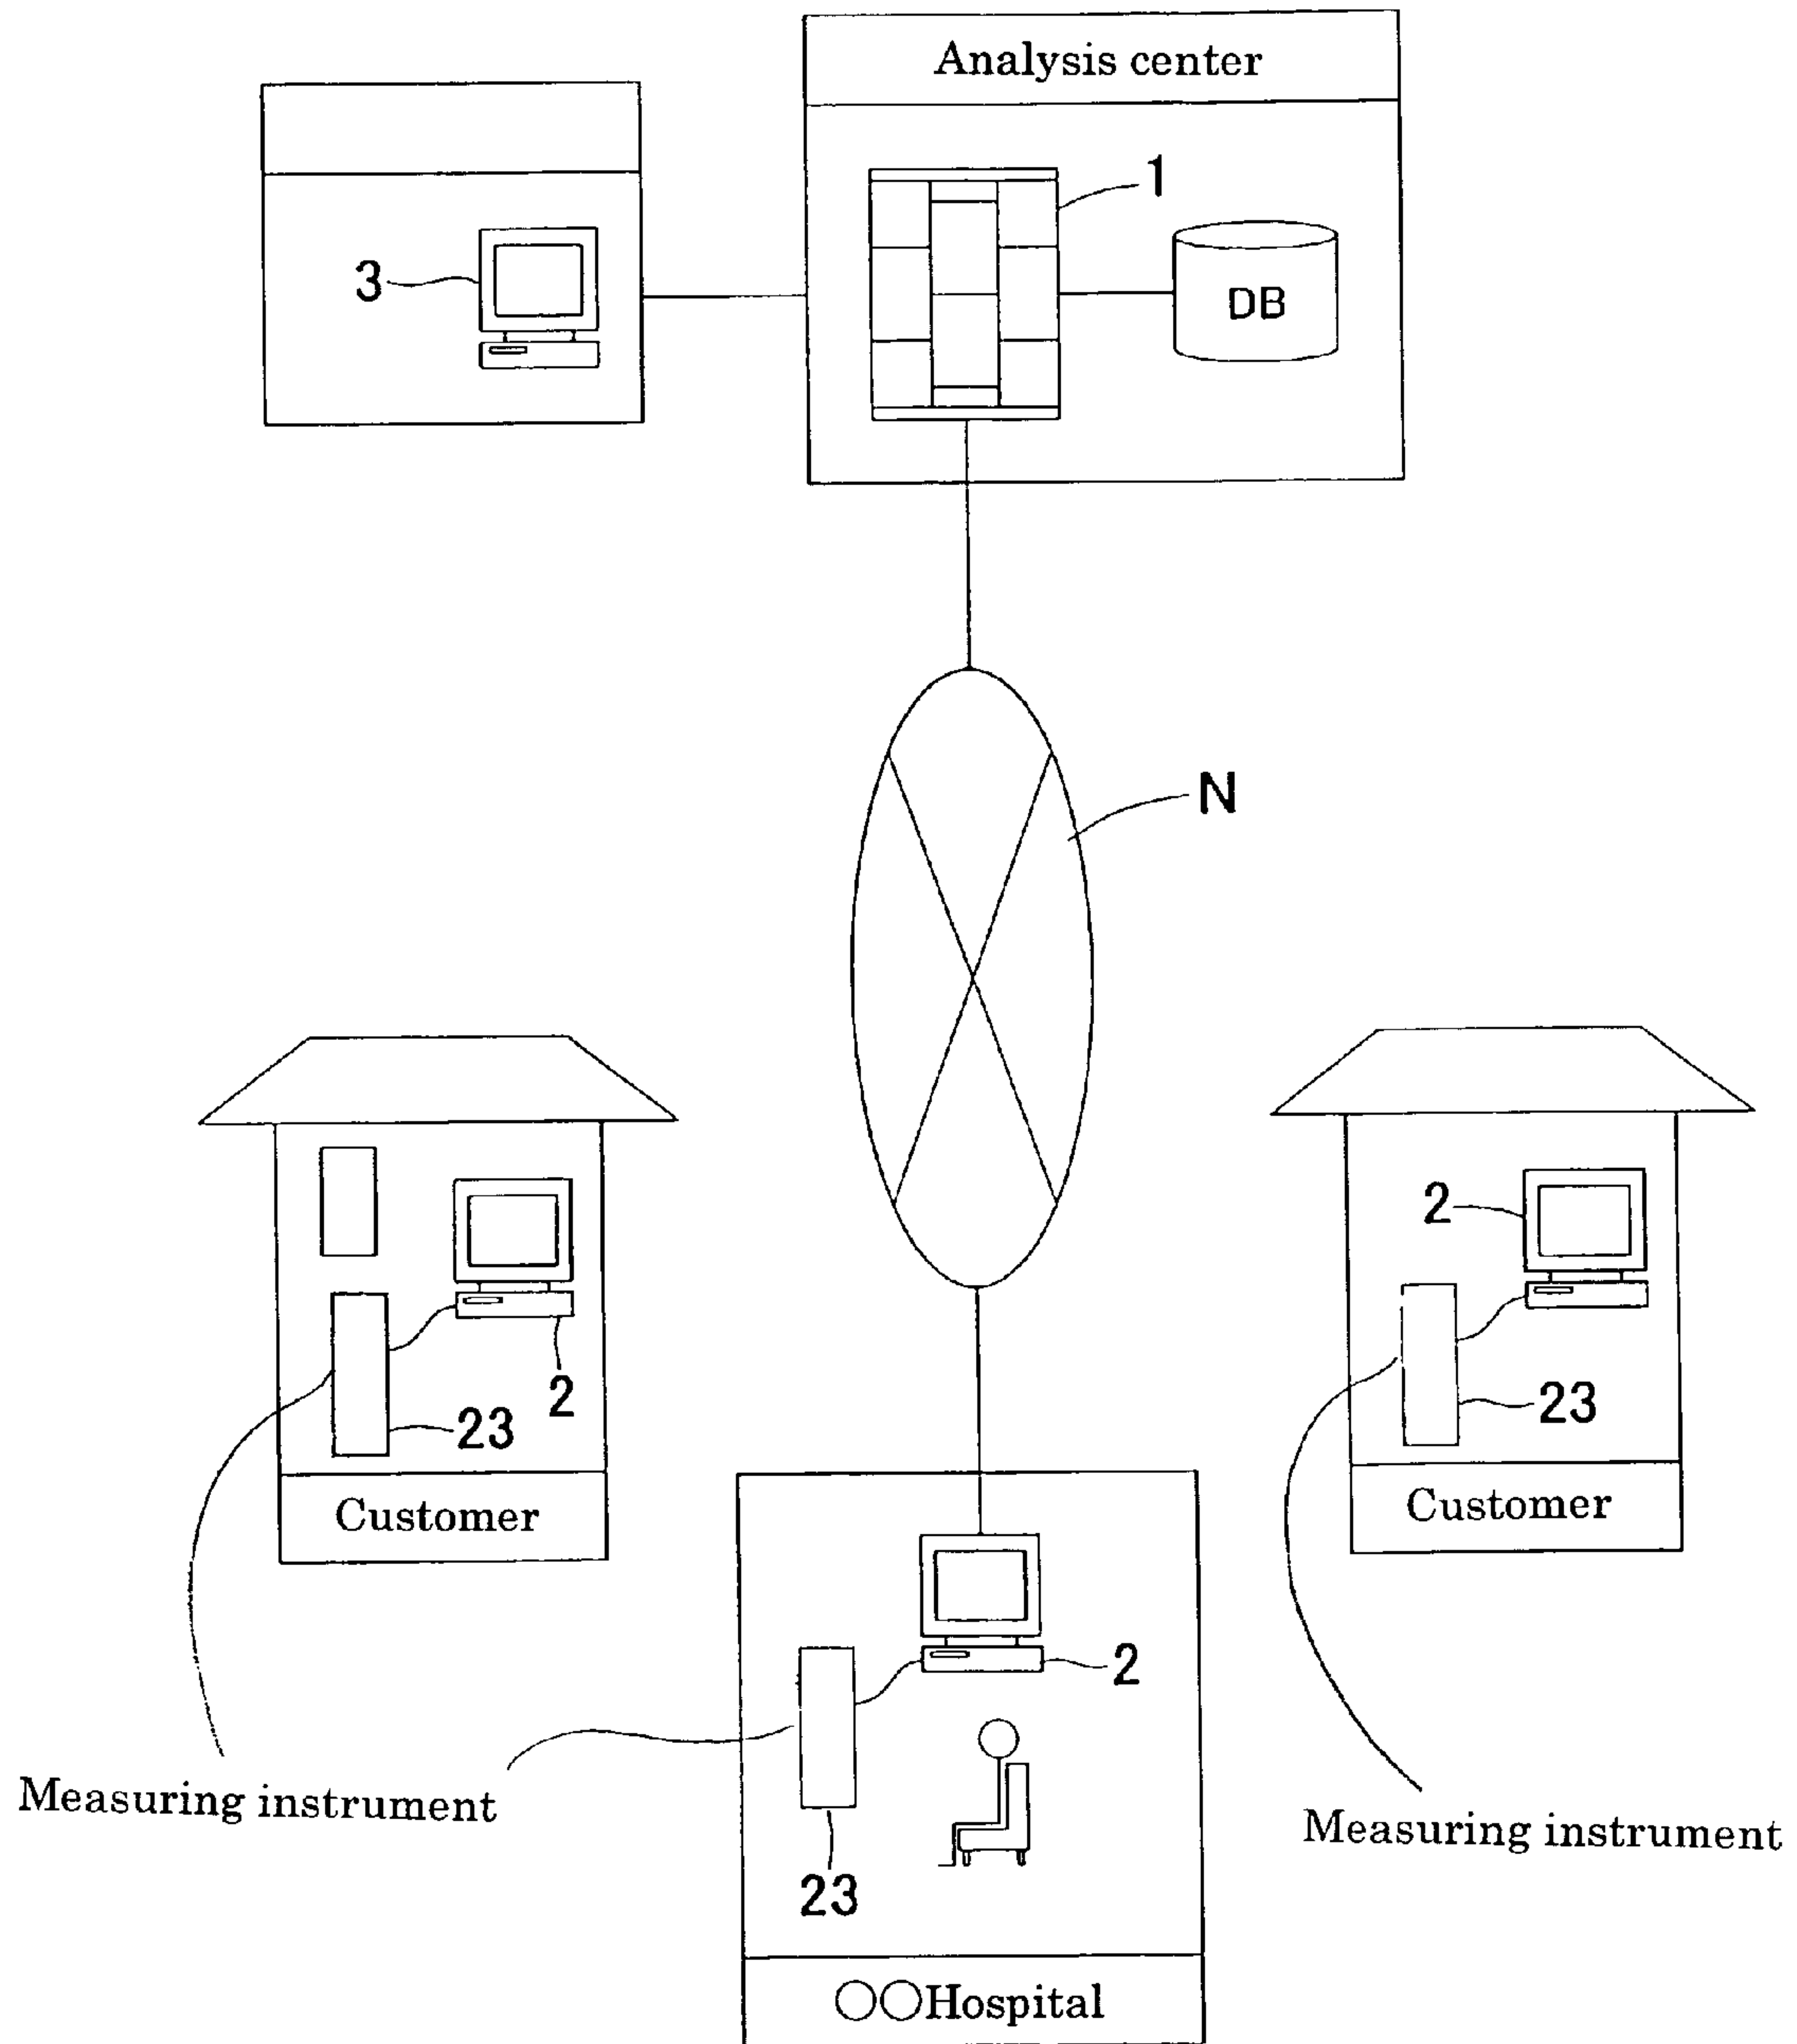 Analysis center
1
3
DB
N
2
2
23
23
Customer
Customer
2
Measuring instrument
Measuring instrument
23
○○Hospital